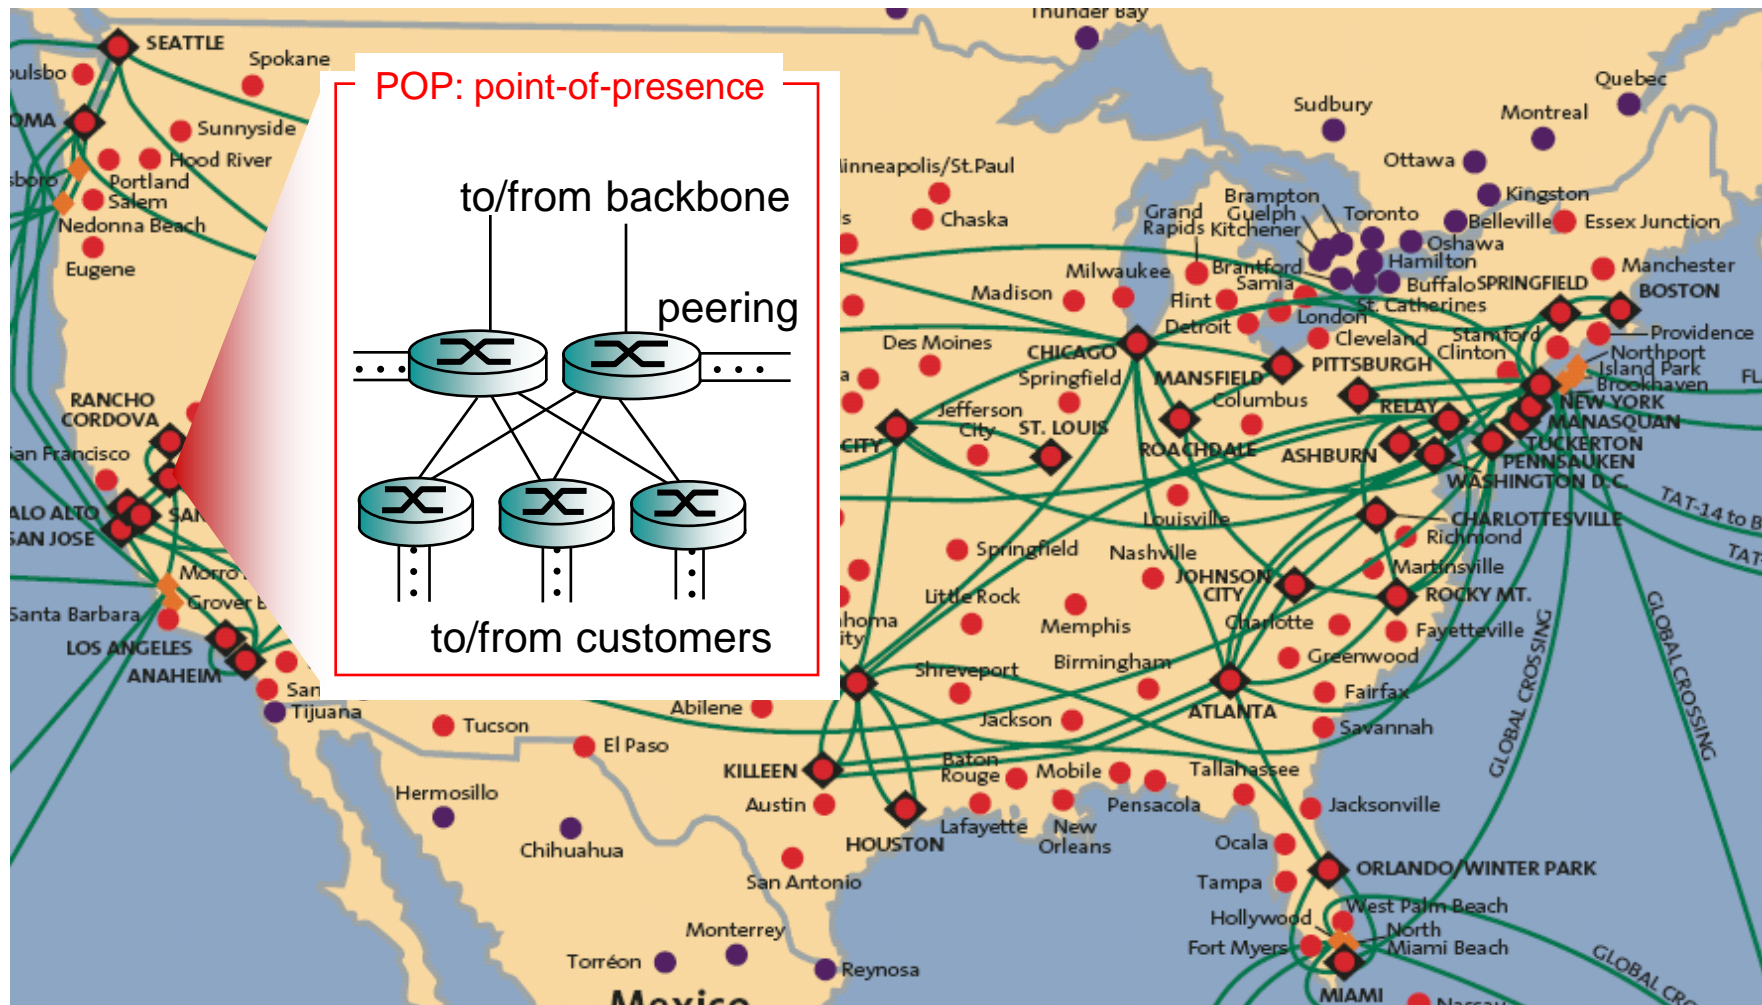 POP: point-of-presence
to/from backbone
peering
to/from customers
Thunder Bay
SEATTLE
Spokane
Sunnyside
Hood River
Portland
Salem
Nedonna Beach
Eugene
RANCHO
CORDOVA
SAN JOSE
Santa Barbara
LOS ANGELES
ANAHEIM
Tijuana
Tucson
El Paso
Hermosillo
Chihuahua
Torréon
Monterrey
Reynosa
Mexico
Quebec
Montreal
Sudbury
Ottawa
Kingston
Brampton
Guelph
Kitchener
Toronto
Belleville
Essex Junction
Oshawa
Hamilton
Grand
Rapids
Chaska
Milwaukee
Brantford
Sarnia
Buffalo
SPRINGFIELD
Manchester
BOSTON
Madison
Flint
St. Catherines
London
Detroit
Cleveland
Stamford
Providence
Clinton
Northport
Island Park
Brookhaven
Des Moines
CHICAGO
Springfield
MANSFIELD
PITTSBURGH
Columbus
RELAY
NEW YORK
MANASQUAN
TUCKERTON
PENNSAUKEN
WASHINGTON D.C.
Jefferson
City
ST. LOUIS
CITY
ROACHDALE
ASHBURN
Louisville
CHARLOTTESVILLE
Richmond
TAT-14 to B
TAT-
Springfield
Nashville
Martinsville
JOHNSON
CITY
ROCKY MT.
Little Rock
Memphis
Charlotte
Fayetteville
Shreveport
Birmingham
Greenwood
Abilene
Jackson
ATLANTA
Fairfax
Savannah
GLOBAL CROSSING
GLOBAL CROSSING
KILLEEN
Baton
Rouge
Mobile
Tallahassee
Austin
Pensacola
Jacksonville
HOUSTON
Lafayette
New
Orleans
Ocala
San Antonio
Tampa
ORLANDO/WINTER PARK
Hollywood
West Palm Beach
Fort Myers
North
Miami Beach
MIAMI
GLOBAL CRO